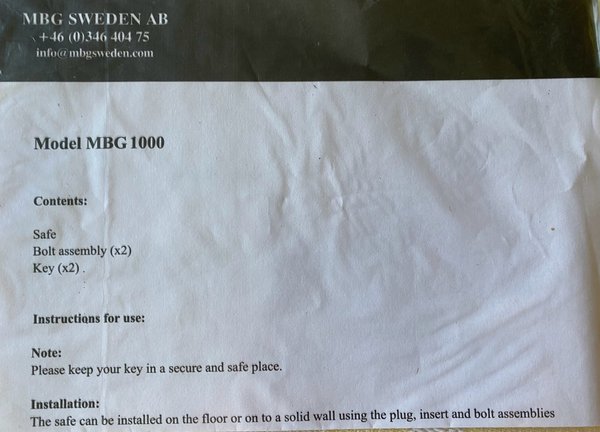 MBG SWEDEN AB
+46 (0)346 404 75
info@mbgsweden.com
Model MBG 1000
Contents:
Safe
Bolt assembly (x2)
Key (x2) .
Instructions for use:
Note:
Please keep your key in a secure and safe place.
Installation:
The safe can be installed on the floor or on to a solid wall using the plug, insert and bolt assemblies